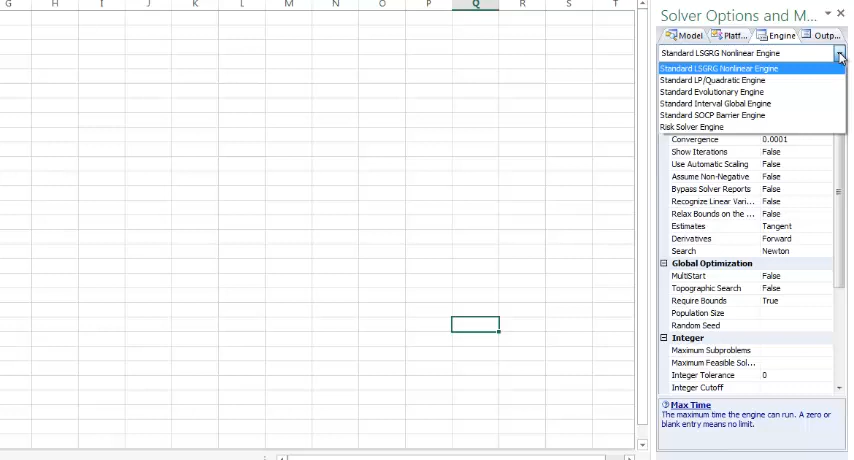 G H I J K L M N O P Q R S T
Solver Options and M...
Model Platf... Engine Outp...
Standard LSGRG Nonlinear Engine
Standard LSGRG Nonlinear Engine
Standard LP/Quadratic Engine
Standard Evolutionary Engine
Standard Interval Global Engine
Standard SOCP Barrier Engine
Risk Solver Engine
Convergence 0.0001
Show Iterations False
Use Automatic Scaling False
Assume Non-Negative False
Bypass Solver Reports False
Recognize Linear Vari... False
Relax Bounds on the ... False
Estimates Tangent
Derivatives Forward
Search Newton
Global Optimization
MultiStart False
Topographic Search False
Require Bounds True
Population Size
Random Seed
Integer
Maximum Subproblems
Maximum Feasible Sol...
Integer Tolerance 0
Integer Cutoff
Max Time
The maximum time the engine can run. A zero or
blank entry means no limit.